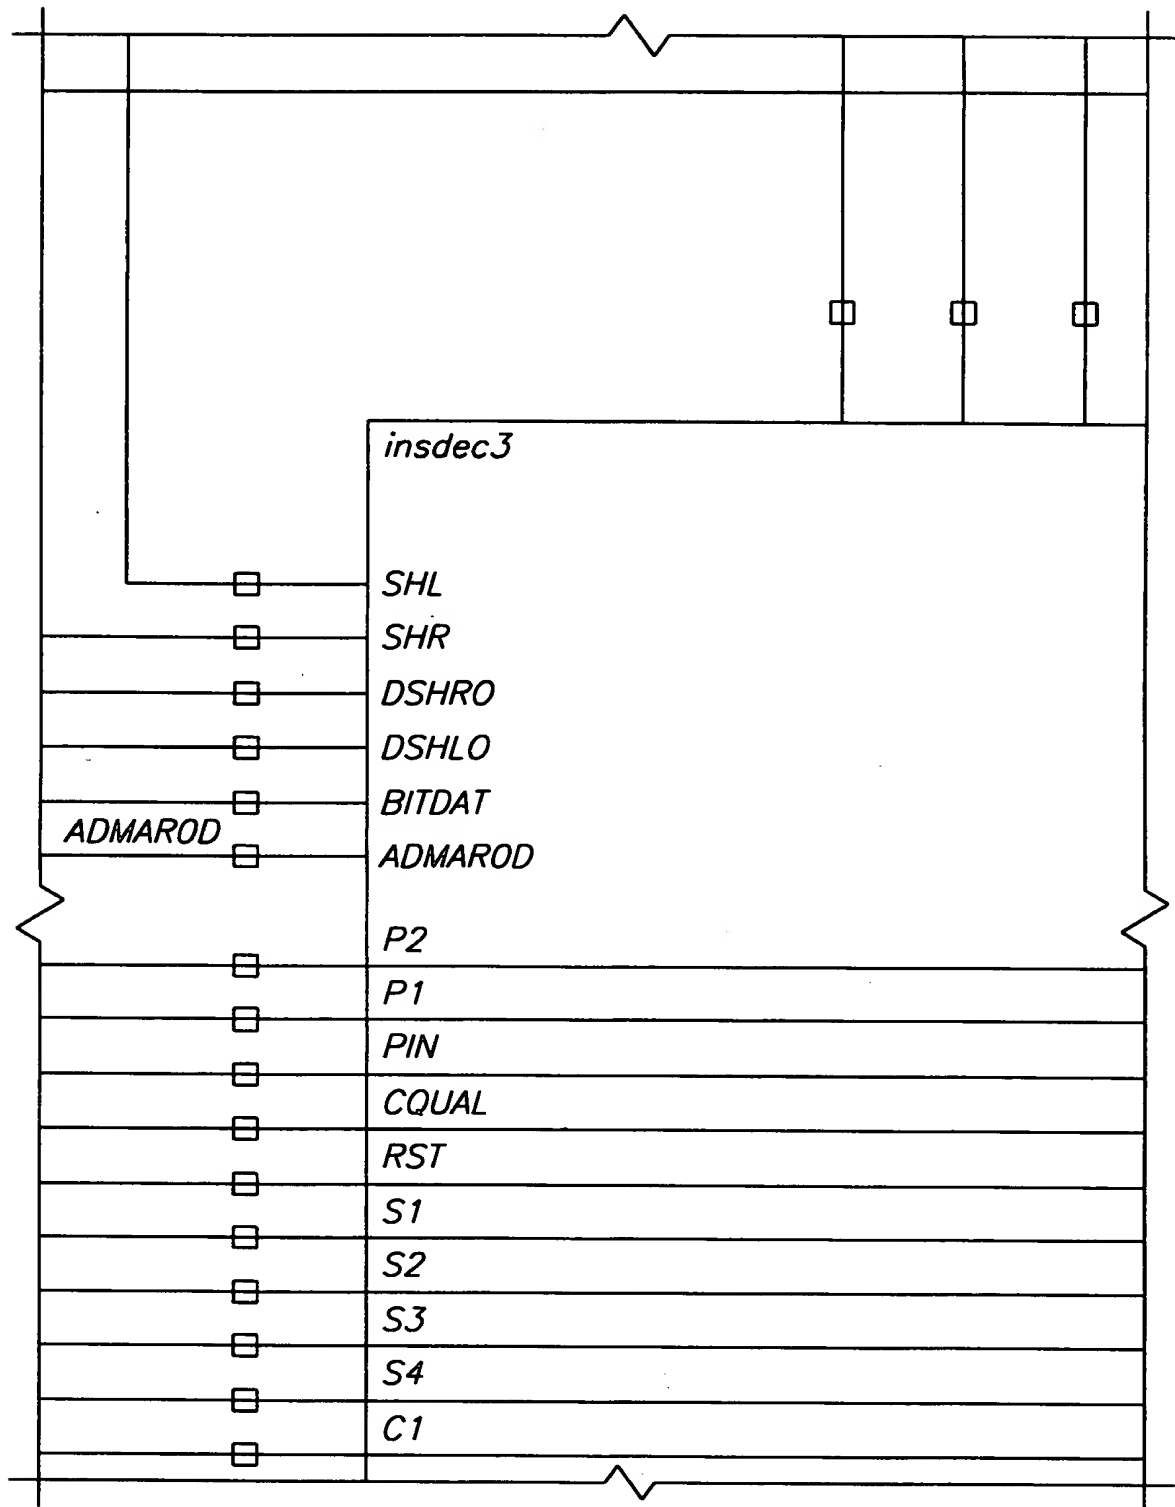 insdec3
SHL
SHR
DSHRO
DSHLO
BITDAT
ADMAROD
ADMAROD
P2
P1
PIN
CQUAL
RST
S1
S2
S3
S4
C1